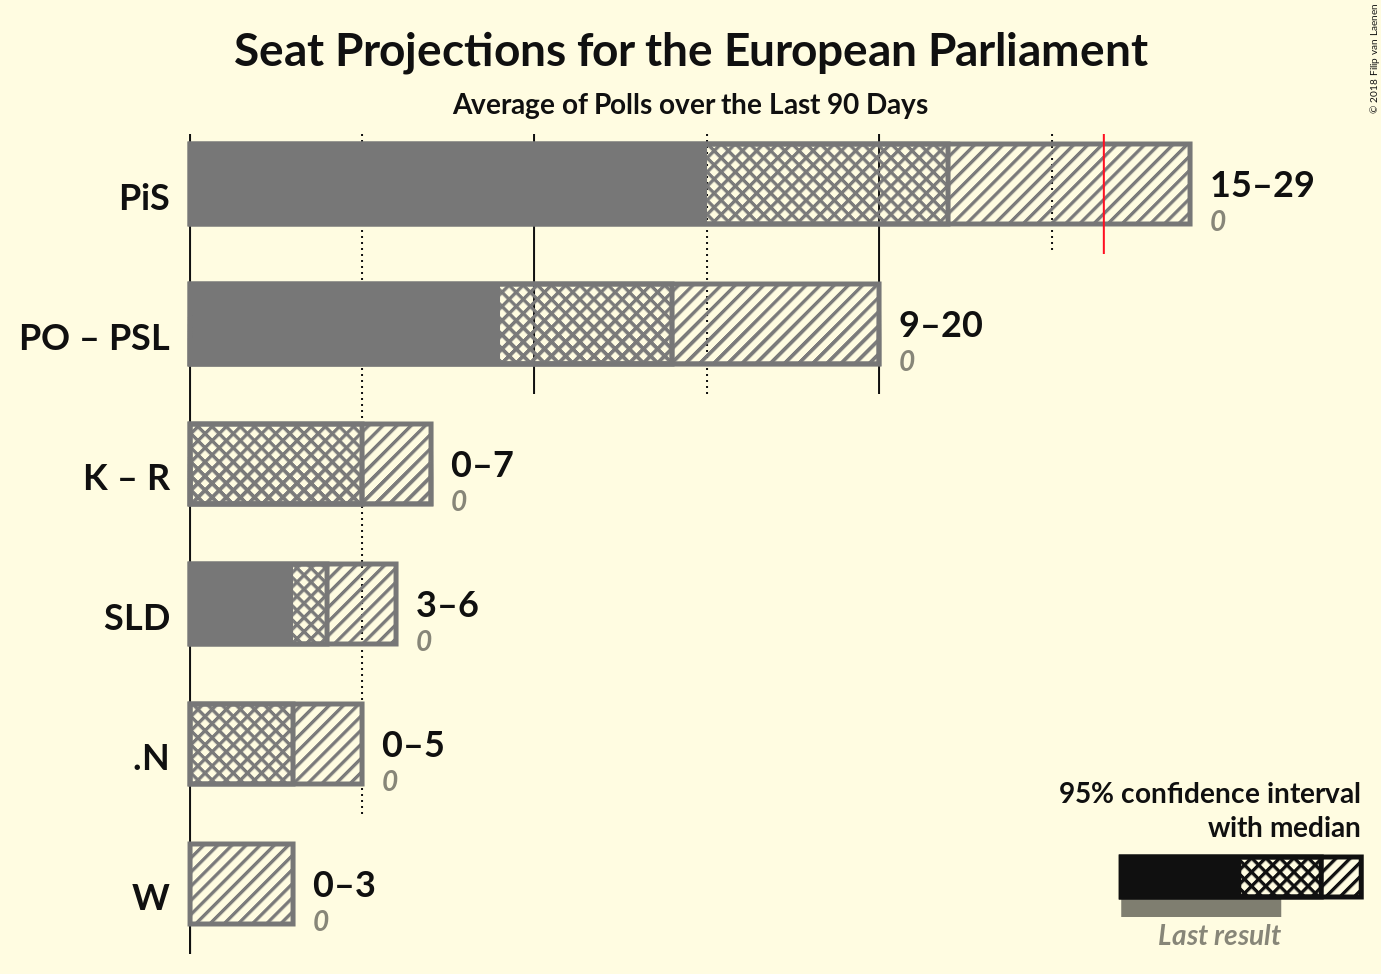 Seat Projections for the European Parliament
Average of Polls over the Last 90 Days
© 2018 Filip van Laenen
PiS
15–29
0
PO – PSL
9–20
0
K – R
0–7
0
SLD
3–6
0
.N
0–5
0
W
0–3
0
95% confidence interval
with median
Last result